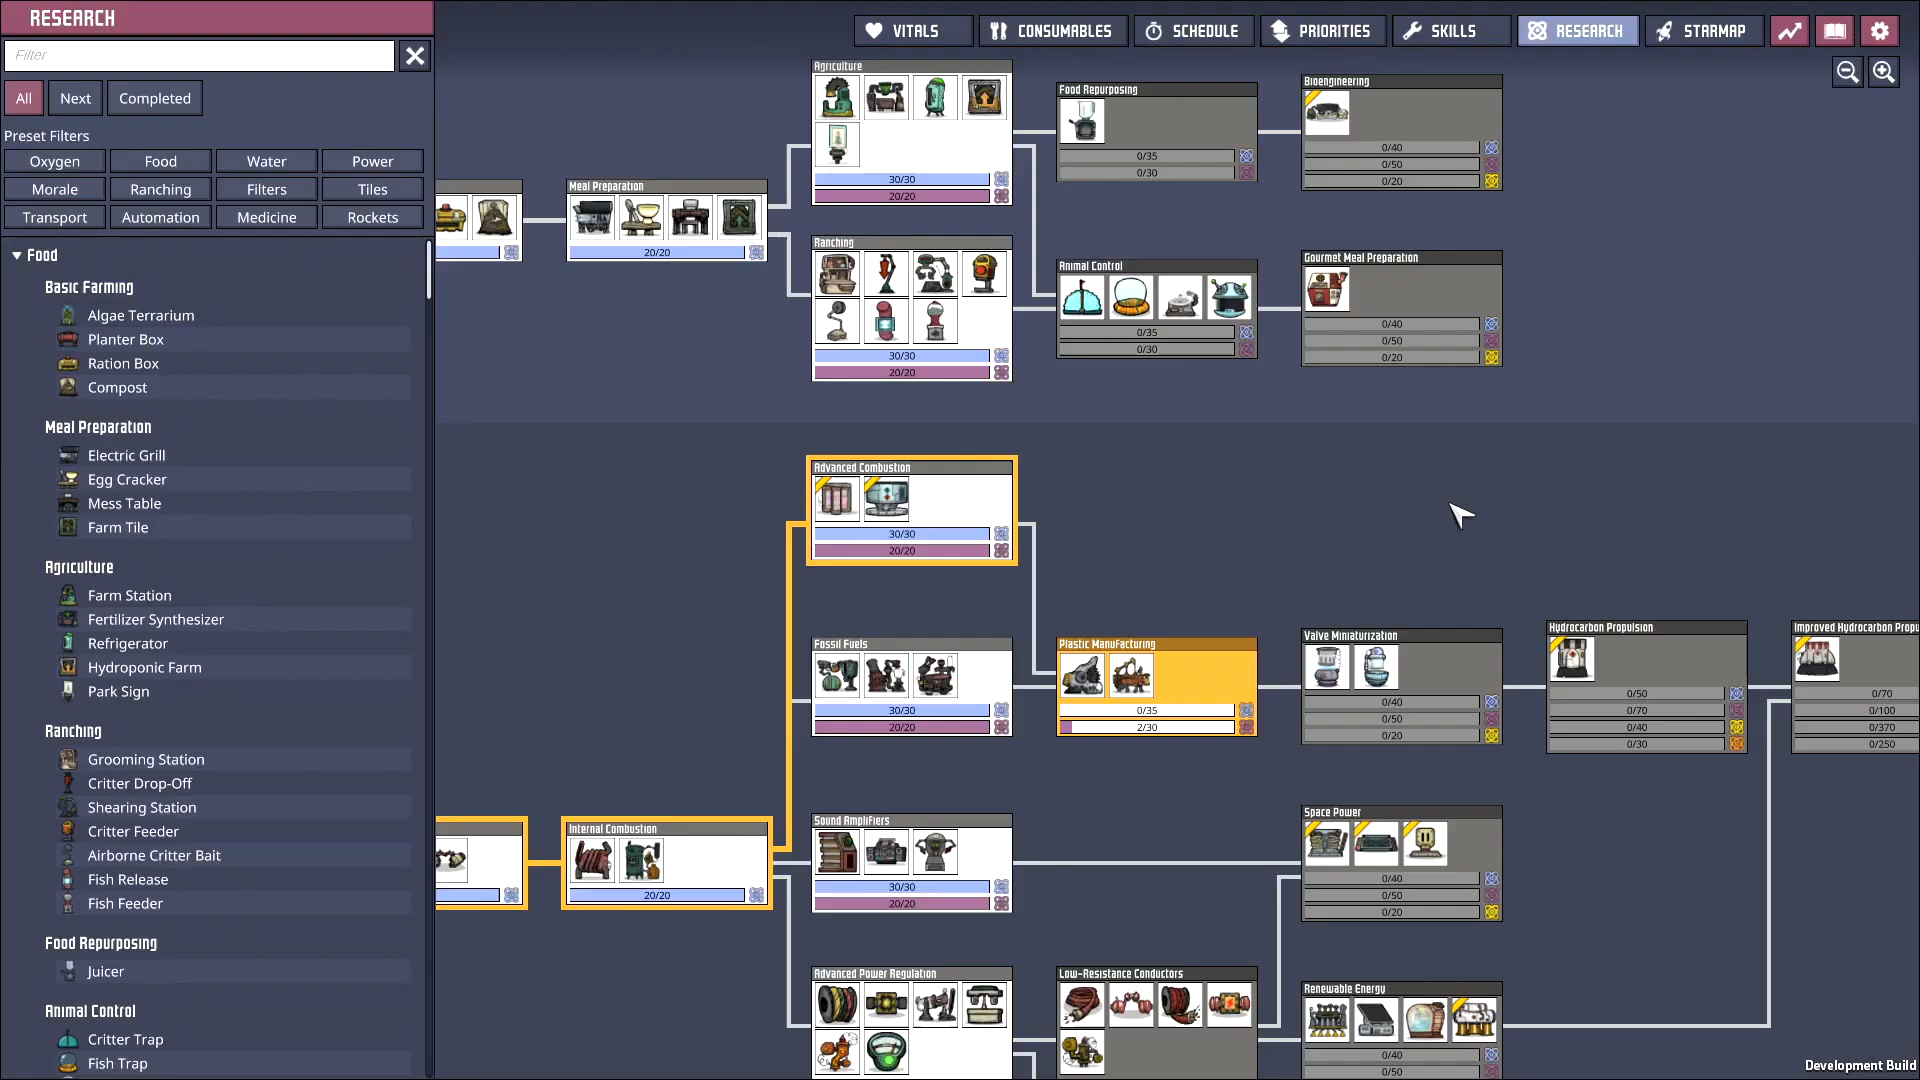 RESEARCH
VITALS
CONSUMABLES
SCHEDULE
PRIORITIES
SKILLS
RESEARCH
STARMAP
Filter
All
Next
Completed
Preset Filters
Oxygen
Food
Water
Power
Morale
Ranching
Filters
Tiles
Transport
Automation
Medicine
Rockets
Food
Basic Farming
Algae Terrarium
Planter Box
Ration Box
Compost
Meal Preparation
Electric Grill
Egg Cracker
Mess Table
Farm Tile
Agriculture
Farm Station
Fertilizer Synthesizer
Refrigerator
Hydroponic Farm
Park Sign
Ranching
Grooming Station
Critter Drop-Off
Shearing Station
Critter Feeder
Airborne Critter Bait
Fish Release
Fish Feeder
Food Repurposing
Juicer
Animal Control
Critter Trap
Fish Trap
Meal Preparation
20/20
Agriculture
30/30
20/20
Food Repurposing
0/35
0/30
Bioengineering
0/40
0/50
0/20
Ranching
30/30
20/20
Animal Control
0/35
0/30
Gourmet Meal Preparation
0/40
0/50
0/20
Advanced Combustion
30/30
20/20
Fossil Fuels
30/30
20/20
Plastic Manufacturing
0/35
2/30
Valve Miniaturization
0/40
0/50
0/20
Hydrocarbon Propulsion
0/50
0/70
0/40
0/30
Improved Hydrocarbon Propu
0/70
0/100
0/370
0/250
Internal Combustion
20/20
Sound Amplifiers
30/30
20/20
Space Power
0/40
0/50
0/20
Advanced Power Regulation
Low-Resistance Conductors
Renewable Energy
0/40
0/50
Development Build